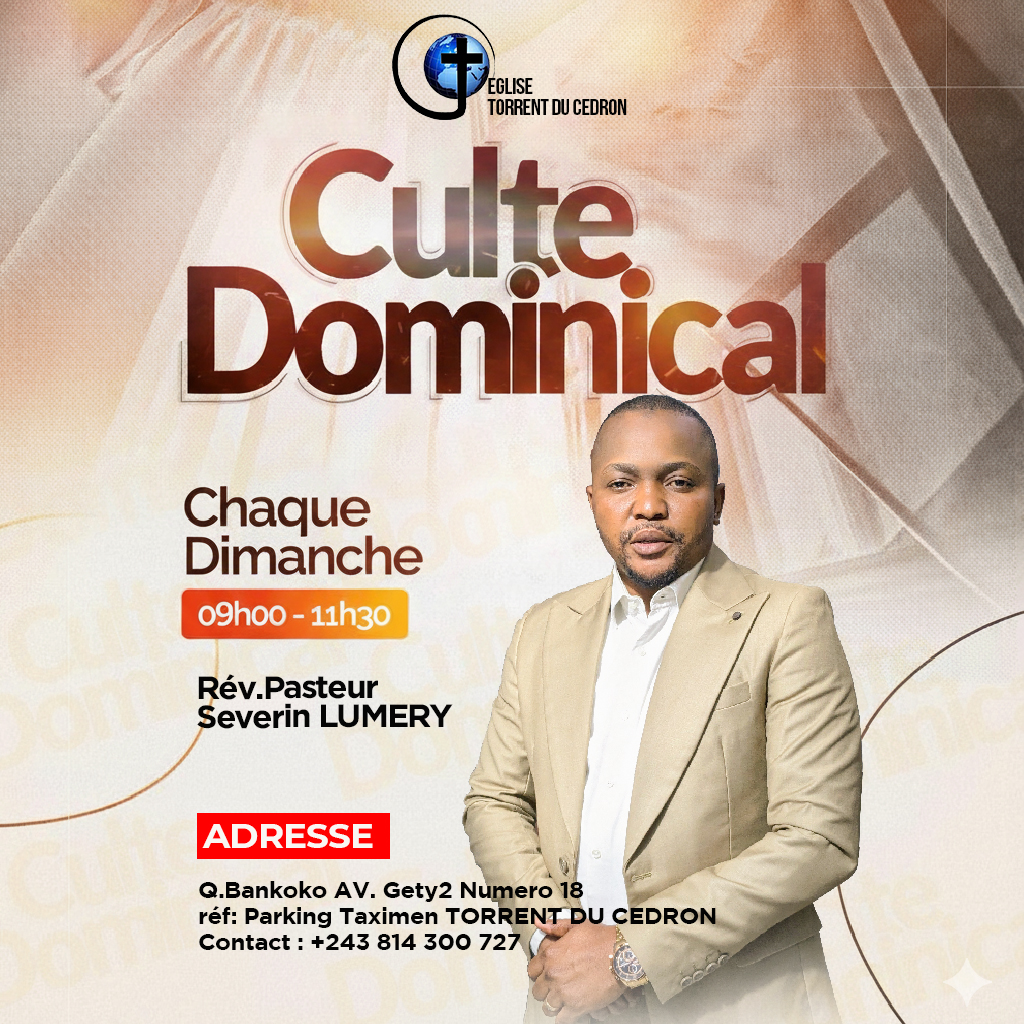 EGLISE
TORRENT DU CEDRON
Culte
Dominical
Chaque
Dimanche
09h00 - 11h30
Rév.Pasteur
Severin LUMERY
ADRESSE
Q.Bankoko AV. Gety2 Numero 18
réf: Parking Taximen TORRENT DU CEDRON
Contact : +243 814 300 727